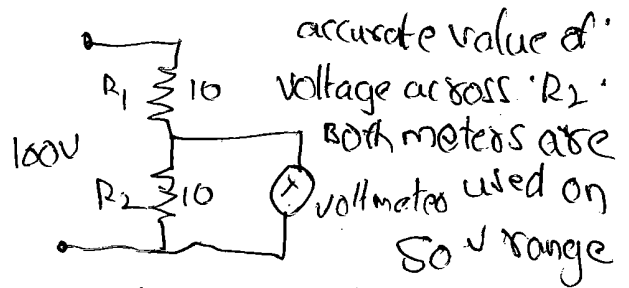 accurate value of
voltage across 'R2'
R1 10
Both meters are
100V
R2 10
voltmeter used on
50 V range